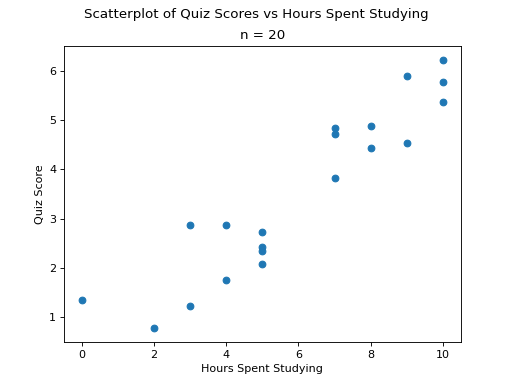 Scatterplot of Quiz Scores vs Hours Spent Studying
n = 20
6
5
4
3
2
1
Quiz Score
0 2 4 6 8 10
Hours Spent Studying